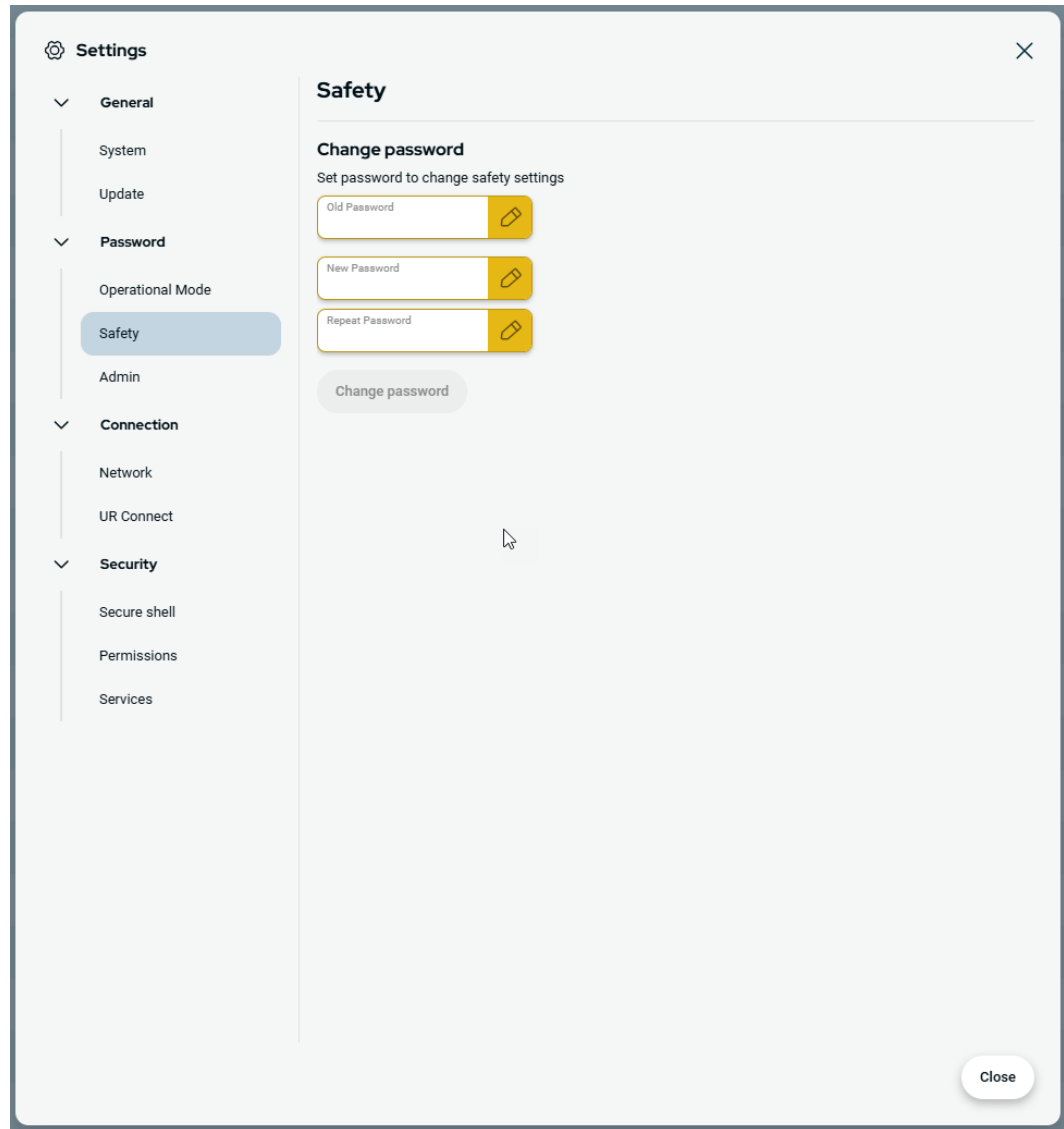 Settings
General
System
Update
Password
Operational Mode
Safety
Admin
Connection
Network
UR Connect
Security
Secure shell
Permissions
Services
Safety
Change password
Set password to change safety settings
Old Password
New Password
Repeat Password
Change password
Close